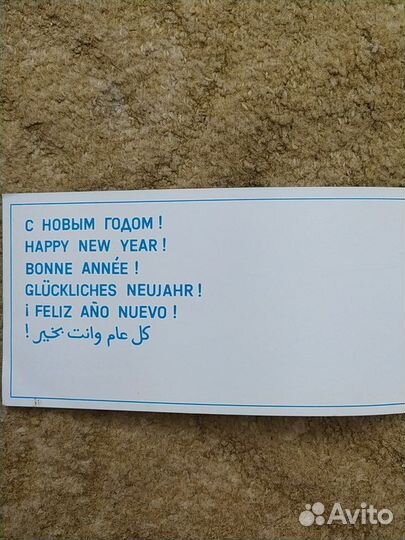 С НОВЫМ ГОДОМ !
HAPPY NEW YEAR !
BONNE ANNÉE !
GLÜCKLICHES NEUJAHR !
¡ FELIZ AÑO NUEVO !
كل عام وانت بخير !
Avito